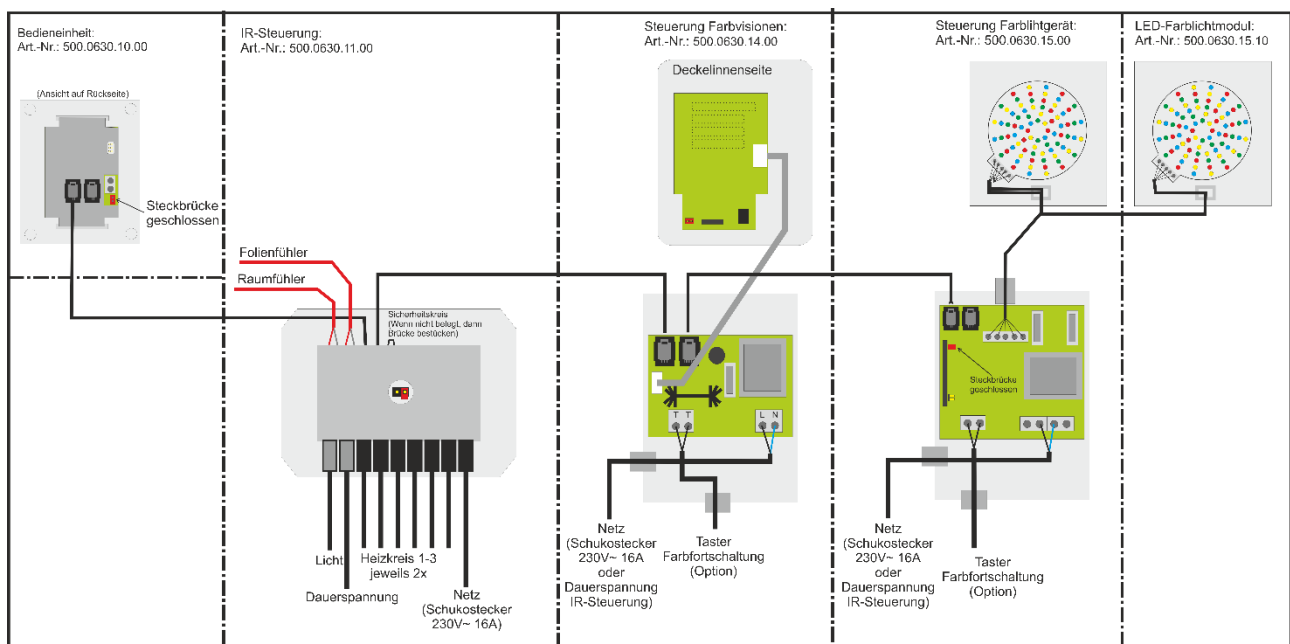 Bedieneinheit:
Art.-Nr.: 500.0630.10.00
(Ansicht auf Rückseite)
Steckbrücke
geschlossen
IR-Steuerung:
Art.-Nr.: 500.0630.11.00
Folienfühler
Raumfühler
Sicherheitskreis
(Wenn nicht belegt, dann
Brücke bestücken)
Licht
Dauerspannung
Heizkreis 1-3
jeweils 2x
Netz
(Schukostecker
230V~ 16A)
Steuerung Farbvisionen:
Art.-Nr.: 500.0630.14.00
Deckelinnenseite
T T
L N
Netz
(Schukostecker
230V~ 16A
oder
Dauerspannung
IR-Steuerung)
Taster
Farbfortschaltung
(Option)
Steuerung Farblihtgerät:
Art.-Nr.: 500.0630.15.00
Steckbrücke
geschlossen
Netz
(Schukostecker
230V~ 16A
oder
Dauerspannung
IR-Steuerung)
Taster
Farbfortschaltung
(Option)
LED-Farblichtmodul:
Art.-Nr.: 500.0630.15.10